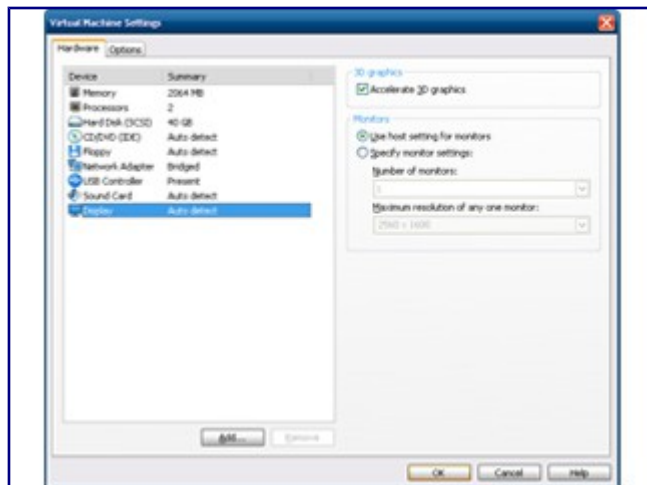 Virtual Machine Settings
Hardware Options
Device Summary
Memory 2064 MB
Processors 2
Hard Disk (SCSI) 40 GB
CD/DVD (IDE) Auto detect
Floppy Auto detect
Network Adapter Bridged
USB Controller Present
Sound Card Auto detect
Display Auto detect
Add...
Remove
3D graphics
Accelerate 3D graphics
Monitors
Use host setting for monitors
Specify monitor settings:
Number of monitors:
1
Maximum resolution of any one monitor:
2560 x 1600
OK Cancel Help